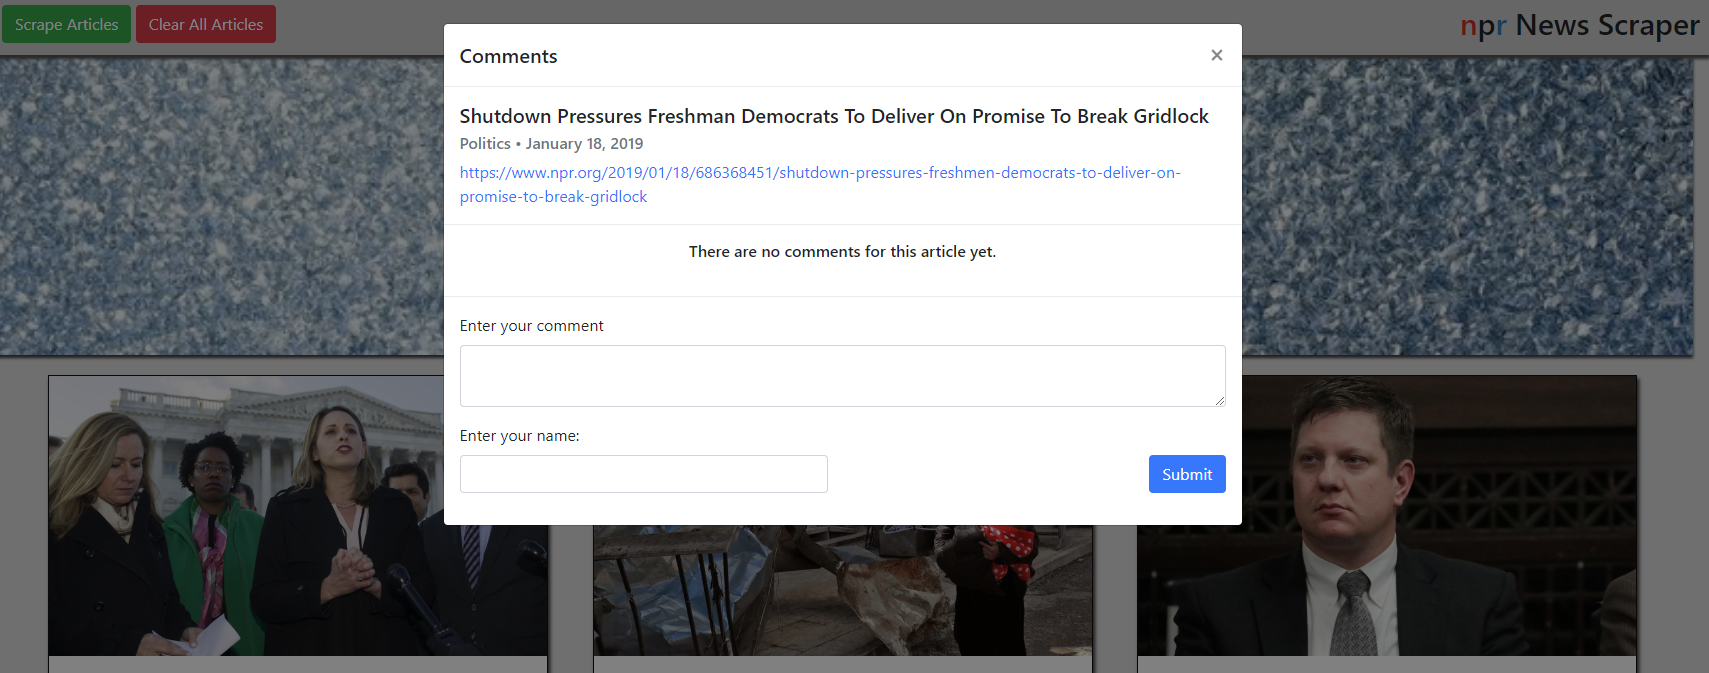 Scrape Articles
Clear All Articles
npr News Scraper
Comments
×
Shutdown Pressures Freshman Democrats To Deliver On Promise To Break Gridlock
Politics • January 18, 2019
https://www.npr.org/2019/01/18/686368451/shutdown-pressures-freshmen-democrats-to-deliver-on-
promise-to-break-gridlock
There are no comments for this article yet.
Enter your comment
Enter your name:
Submit